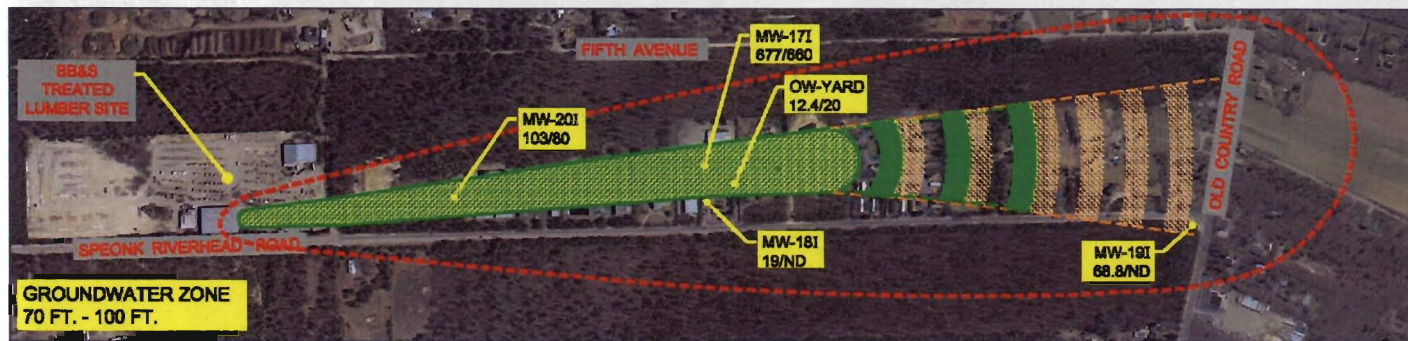 FIFTH AVENUE
MW-17I
677/660
BB&S
TREATED
LUMBER SITE
OW-YARD
12.4/20
MW-20I
103/80
OLD COUNTRY ROAD
SPEONK RIVERHEAD ROAD
MW-18I
19/ND
MW-19I
68.8/ND
GROUNDWATER ZONE
70 FT. - 100 FT.